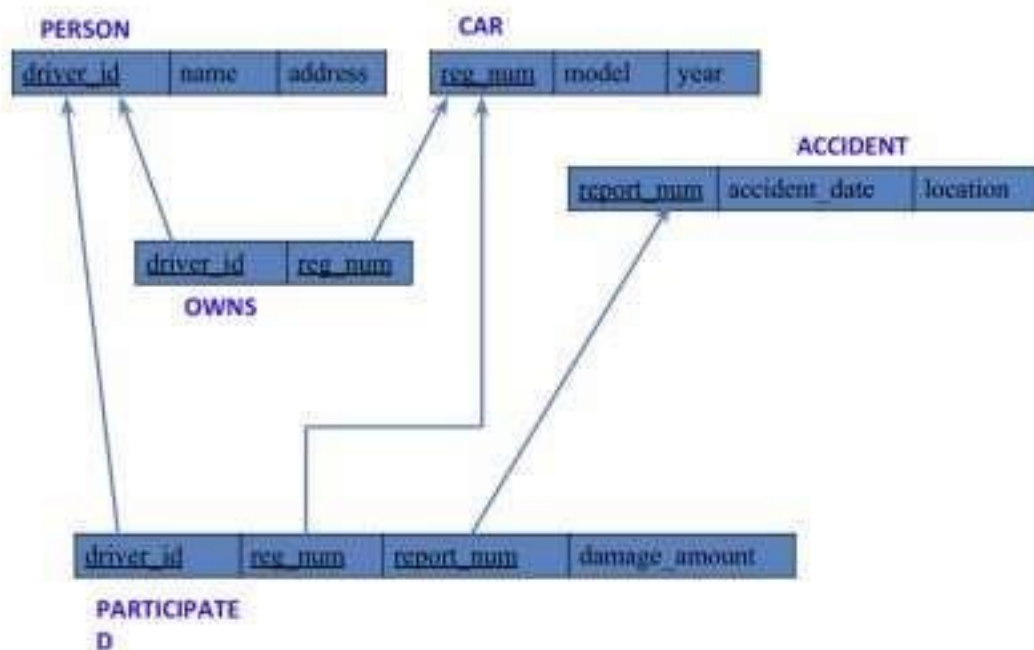 PERSON
CAR
driver_id name address
reg_num model year
ACCIDENT
report_num accident_date location
driver_id reg_num
OWNS
driver_id reg_num report_num damage_amount
PARTICIPATE
D